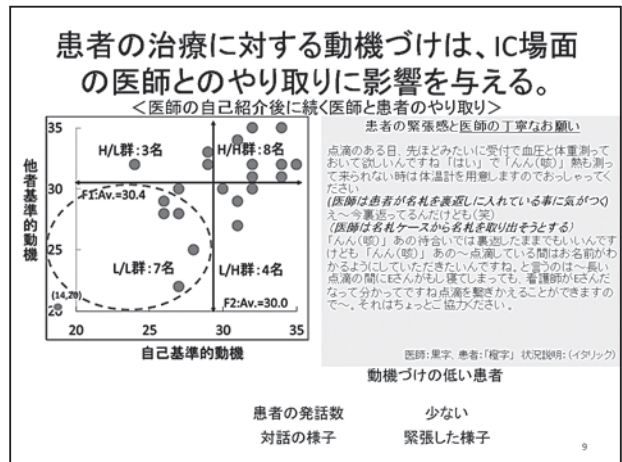 患者の治療に対する動機づけは、IC場面
の医師とのやり取りに影響を与える。
<医師の自己紹介後に続く医師と患者のやり取り>
35
30
25
20
他者基準的動機
H/L群:3名
H/H群:8名
F1:Av.=30.4
L/L群:7名
L/H群:4名
(14,20)
F2:Av.=30.0
20 25 30 35
自己基準的動機
患者の緊張感と医師の丁寧なお願い
点滴のある日、先ほどみたいに受付で血圧と体重測って
おいて欲しいんですね「はい」で「んん(咳)」熱も測っ
て来られない時は体温計を用意しますのでおっしゃってく
ださい
(医師は患者が名札を裏返しに入れている事に気がつく)
え~今裏返ってるんだけども(笑)
(医師は名札ケースから名札を取り出そうとする)
「んん(咳)」あの待合いでは裏返したままでもいいんです
けども「んん(咳)」あの~点滴している間はお名前がわ
かるようにしていただきたいんですね。と言うのは~長い
点滴の間にEさんがもし寝てしまっても、看護師がEさんだ
なって分かってですね点滴を繋ぎかえることができますの
で~。それはちょっとご協力ください。
医師:黒字、患者:「橙字」 状況説明:(イタリック)
動機づけの低い患者
患者の発話数 少ない
対話の様子 緊張した様子
9